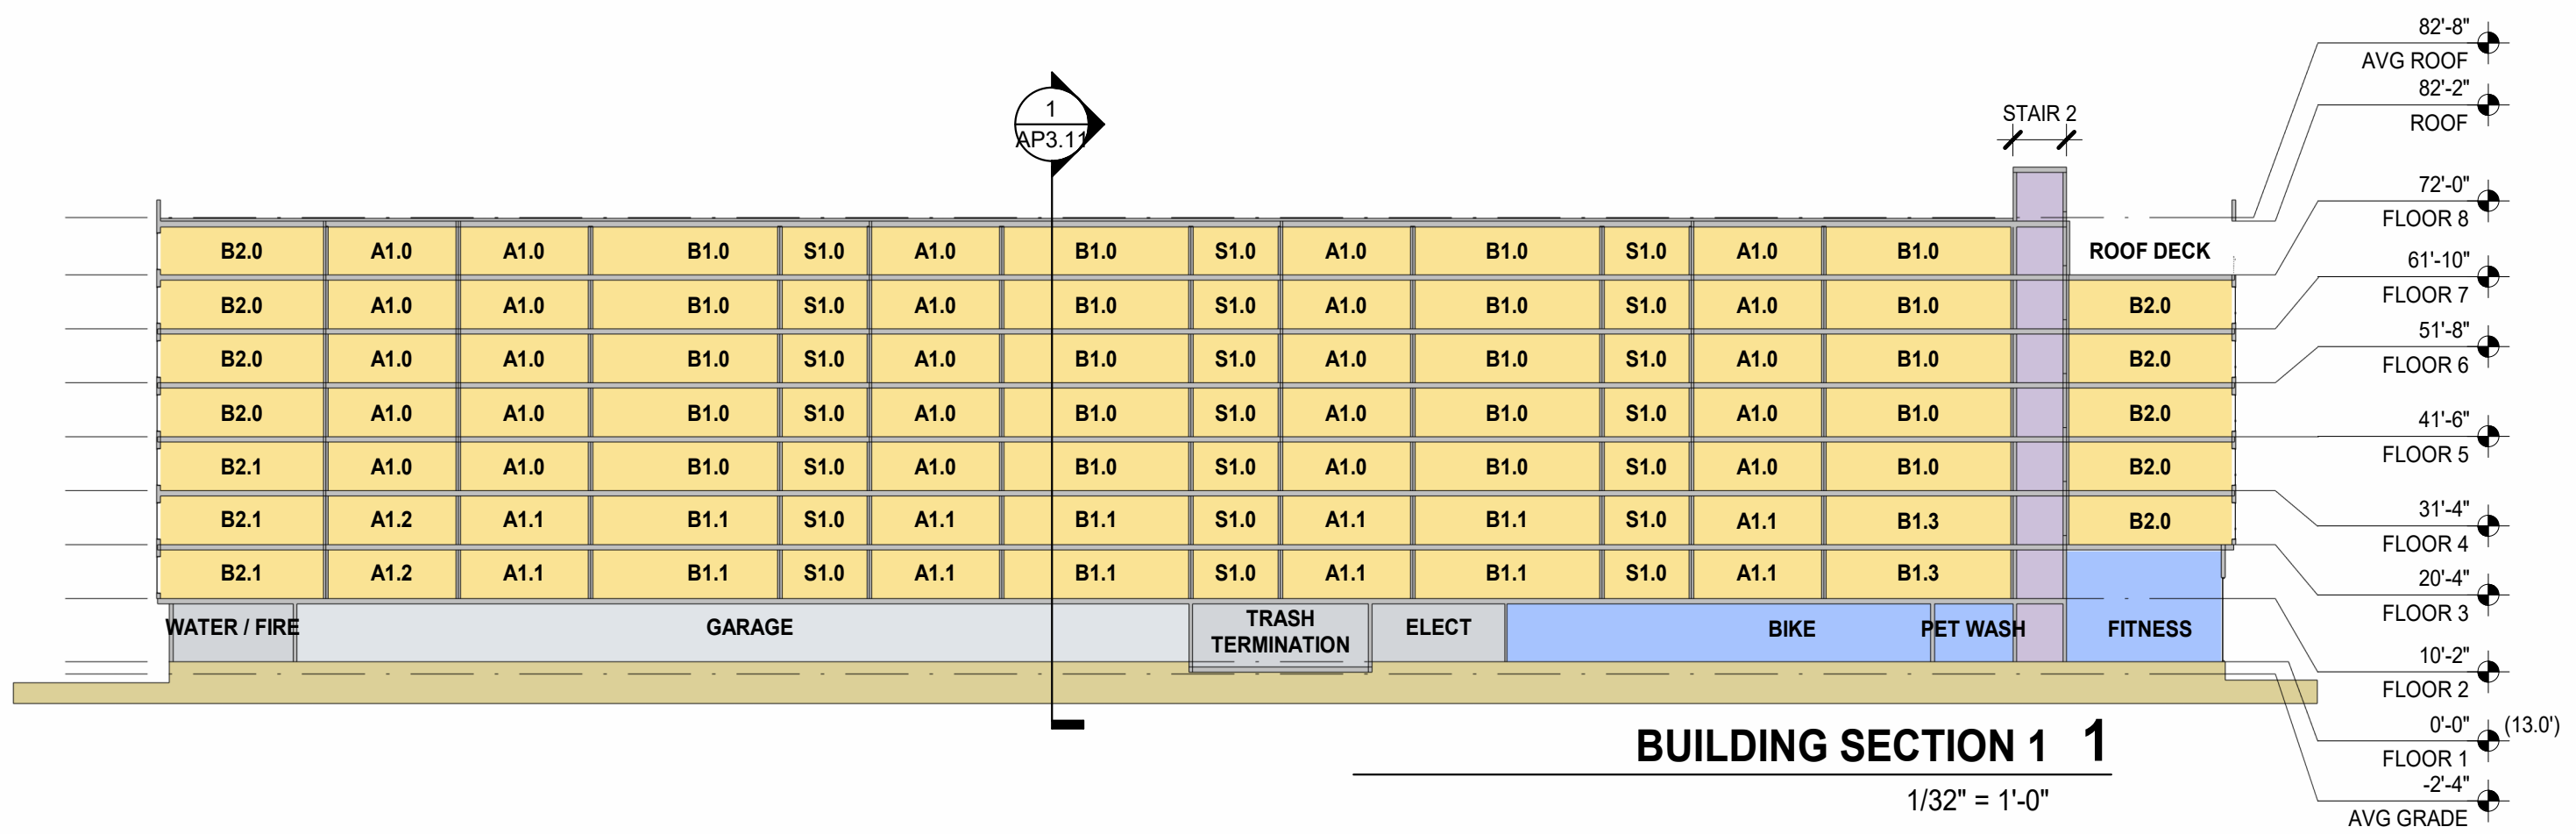 82'-8"
AVG ROOF
82'-2"
ROOF
1
AP3.11
STAIR 2
72'-0"
FLOOR 8
B2.0 A1.0 A1.0 B1.0 S1.0 A1.0 B1.0 S1.0 A1.0 B1.0 S1.0 A1.0 B1.0 ROOF DECK
61'-10"
FLOOR 7
B2.0 A1.0 A1.0 B1.0 S1.0 A1.0 B1.0 S1.0 A1.0 B1.0 S1.0 A1.0 B1.0 B2.0
51'-8"
FLOOR 6
B2.0 A1.0 A1.0 B1.0 S1.0 A1.0 B1.0 S1.0 A1.0 B1.0 S1.0 A1.0 B1.0 B2.0
B2.0 A1.0 A1.0 B1.0 S1.0 A1.0 B1.0 S1.0 A1.0 B1.0 S1.0 A1.0 B1.0 B2.0
41'-6"
FLOOR 5
B2.1 A1.0 A1.0 B1.0 S1.0 A1.0 B1.0 S1.0 A1.0 B1.0 S1.0 A1.0 B1.0 B2.0
31'-4"
FLOOR 4
B2.1 A1.2 A1.1 B1.1 S1.0 A1.1 B1.1 S1.0 A1.1 B1.1 S1.0 A1.1 B1.3 B2.0
20'-4"
FLOOR 3
B2.1 A1.2 A1.1 B1.1 S1.0 A1.1 B1.1 S1.0 A1.1 B1.1 S1.0 A1.1 B1.3
WATER / FIRE GARAGE TRASH
TERMINATION ELECT BIKE PET WASH FITNESS
10'-2"
FLOOR 2
0'-0" (13.0')
FLOOR 1
-2'-4"
AVG GRADE
BUILDING SECTION 1 1
1/32" = 1'-0"